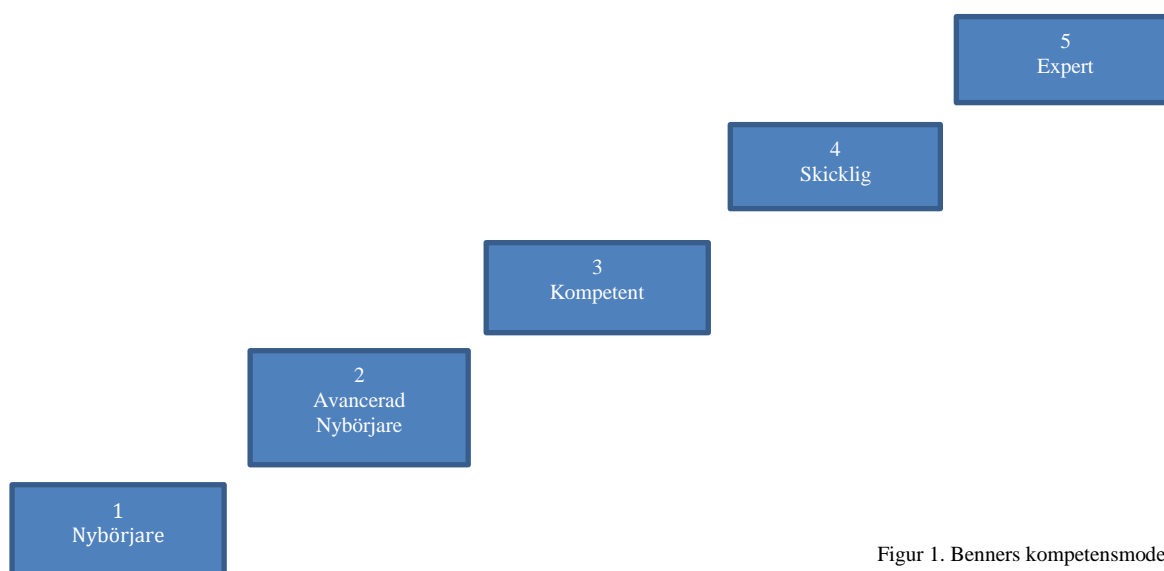 5
Expert
4
Skicklig
3
Kompetent
2
Avancerad
Nybörjare
1
Nybörjare
Figur 1. Benners kompetensmode